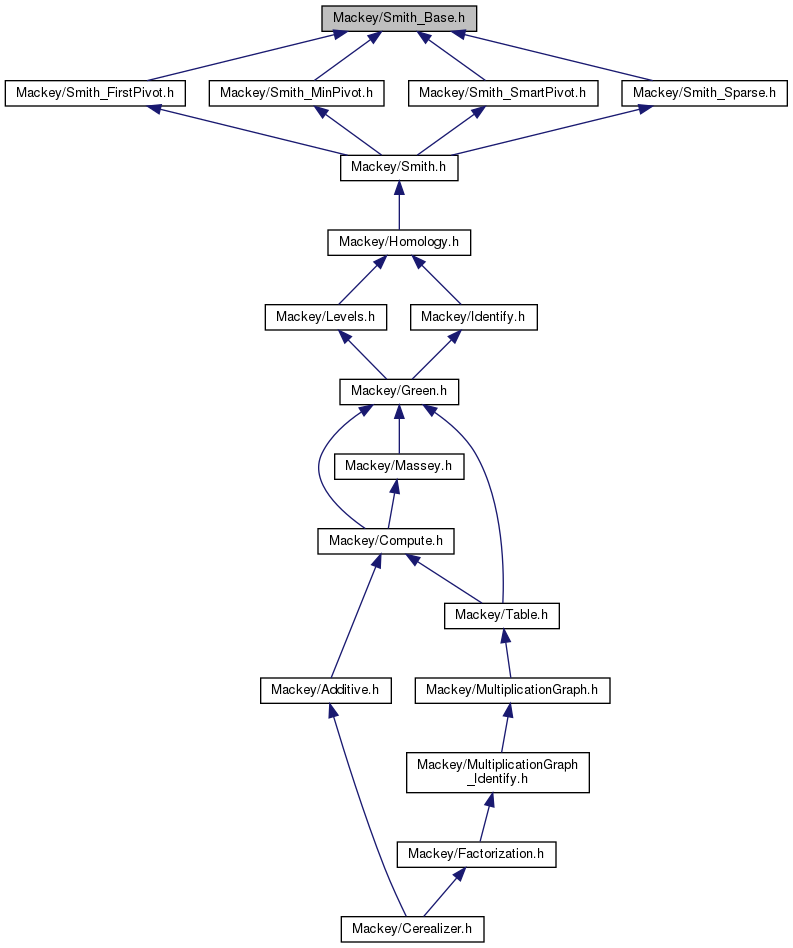 Mackey/Smith_Base.h
Mackey/Smith_FirstPivot.h
Mackey/Smith_MinPivot.h
Mackey/Smith_SmartPivot.h
Mackey/Smith_Sparse.h
Mackey/Smith.h
Mackey/Homology.h
Mackey/Levels.h
Mackey/Identify.h
Mackey/Green.h
Mackey/Massey.h
Mackey/Compute.h
Mackey/Table.h
Mackey/Additive.h
Mackey/MultiplicationGraph.h
Mackey/MultiplicationGraph
_Identify.h
Mackey/Factorization.h
Mackey/Cerealizer.h